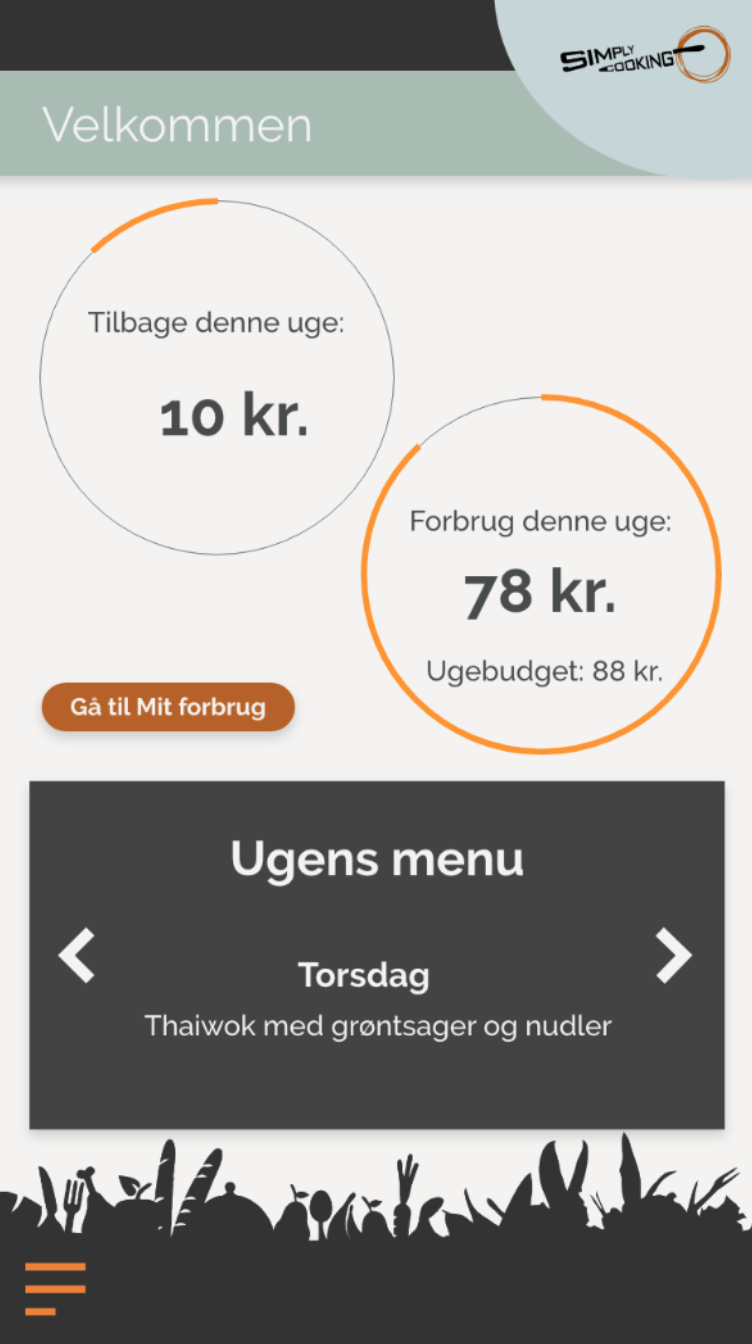 SIMPLY
COOKING
Velkommen
Tilbage denne uge:
10 kr.
Forbrug denne uge:
78 kr.
Ugebudget: 88 kr.
Gå til Mit forbrug
Ugens menu
Torsdag
Thaiwok med grøntsager og nudler